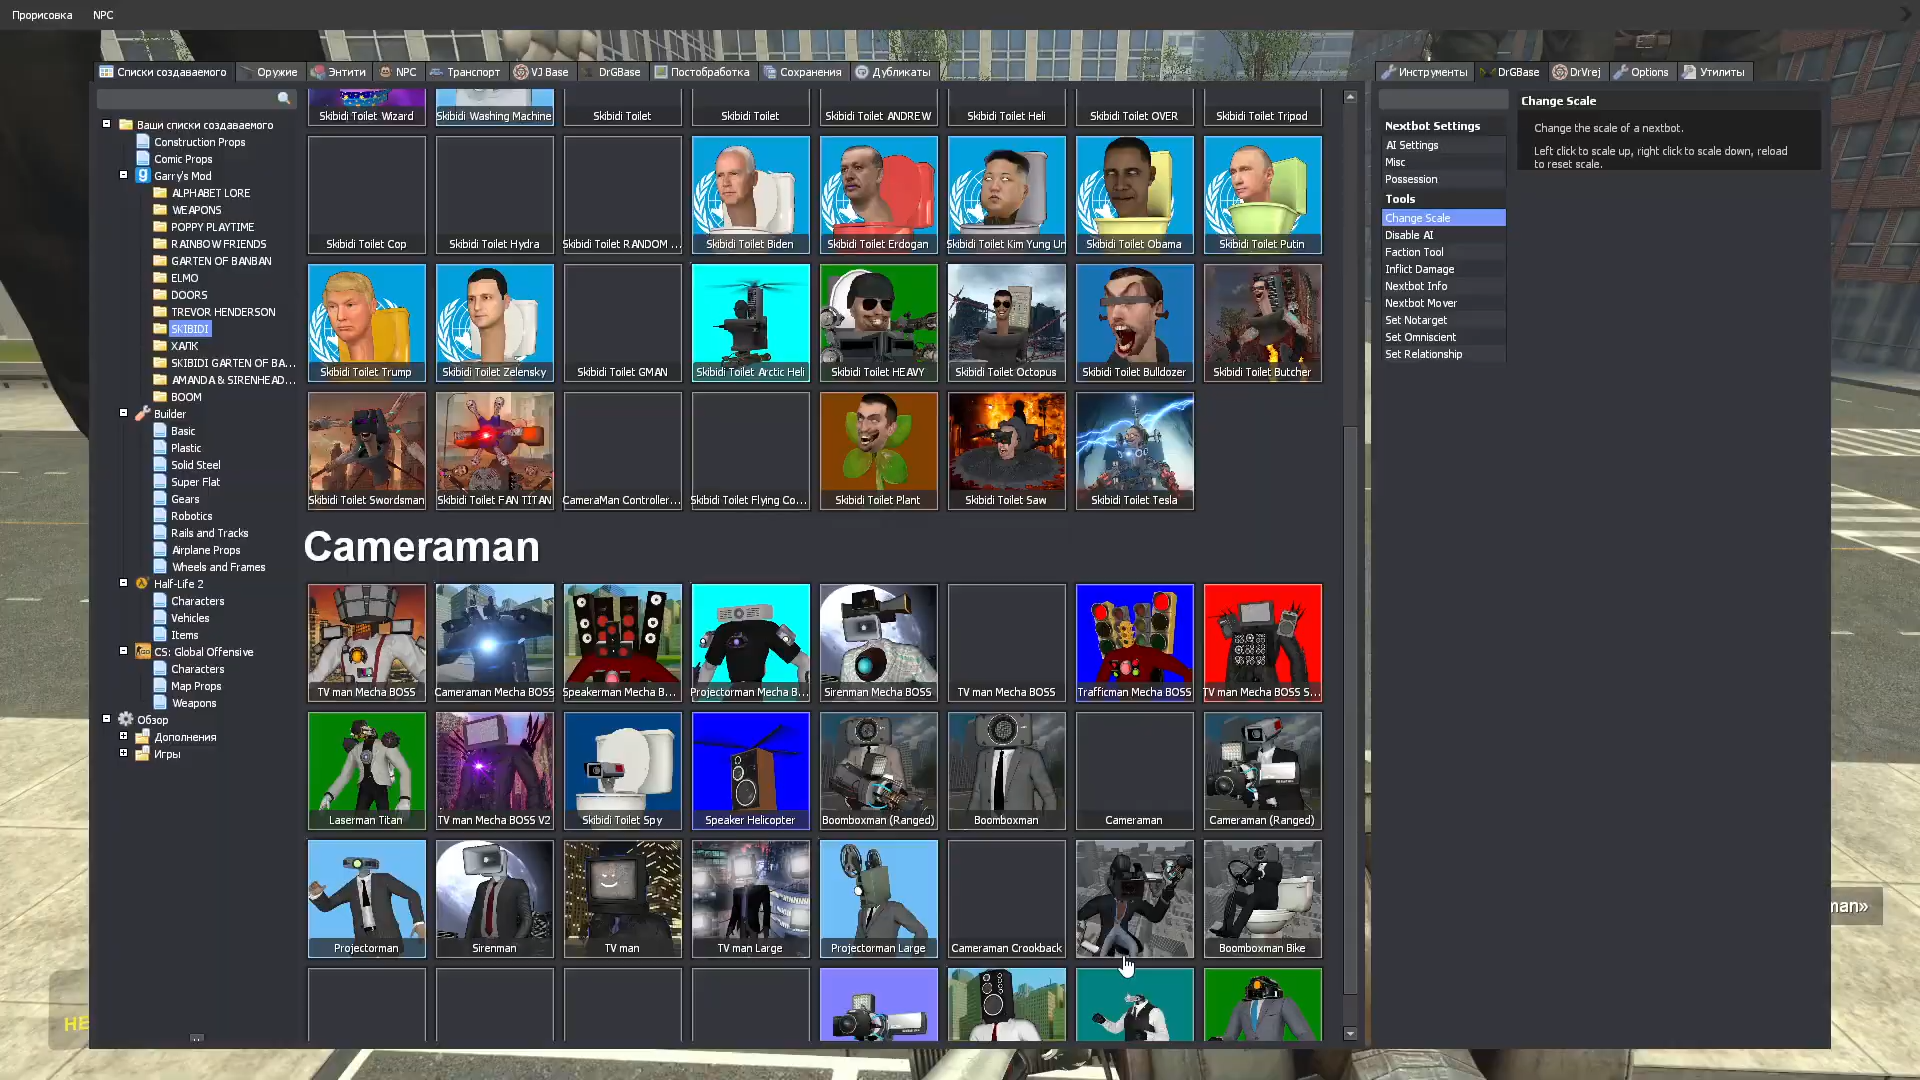 Прорисовка NPC
Списки создаваемого Оружие Энтити NPC Транспорт VJ Base DrGBase Постобработка Сохранения Дубликаты
Инструменты DrGBase DrVrej Options Утилиты
Ваши списки создаваемого
Construction Props
Comic Props
Garry's Mod
ALPHABET LORE
WEAPONS
POPPY PLAYTIME
RAINBOW FRIENDS
GARTEN OF BANBAN
ELMO
DOORS
TREVOR HENDERSON
SKIBIDI
ХАЛК
SKIBIDI GARTEN OF BA...
AMANDA & SIRENHEAD...
BOOM
Builder
Basic
Plastic
Solid Steel
Super Flat
Gears
Robotics
Rails and Tracks
Airplane Props
Wheels and Frames
Half-Life 2
Characters
Vehicles
Items
CS: Global Offensive
Characters
Map Props
Weapons
Обзор
Дополнения
Игры
Skibidi Toilet Wizard Skibidi Washing Machine Skibidi Toilet Skibidi Toilet Skibidi Toilet ANDREW Skibidi Toilet Heli Skibidi Toilet OVER Skibidi Toilet Tripod
Skibidi Toilet Cop Skibidi Toilet Hydra Skibidi Toilet RANDOM ... Skibidi Toilet Biden Skibidi Toilet Erdogan Skibidi Toilet Kim Yung Un Skibidi Toilet Obama Skibidi Toilet Putin
Skibidi Toilet Trump Skibidi Toilet Zelensky Skibidi Toilet GMAN Skibidi Toilet Arctic Heli Skibidi Toilet HEAVY Skibidi Toilet Octopus Skibidi Toilet Bulldozer Skibidi Toilet Butcher
Skibidi Toilet Swordsman Skibidi Toilet FAN TITAN CameraMan Controller... Skibidi Toilet Flying Co... Skibidi Toilet Plant Skibidi Toilet Saw Skibidi Toilet Tesla
Cameraman
TV man Mecha BOSS Cameraman Mecha BOSS Speakerman Mecha B... Projectorman Mecha B... Sirenman Mecha BOSS TV man Mecha BOSS Trafficman Mecha BOSS TV man Mecha BOSS S...
Laserman Titan TV man Mecha BOSS V2 Skibidi Toilet Spy Speaker Helicopter Boomboxman (Ranged) Boomboxman Cameraman Cameraman (Ranged)
Projectorman Sirenman TV man TV man Large Projectorman Large Cameraman Crookback Boomboxman Bike
Nextbot Settings
AI Settings
Misc
Possession
Tools
Change Scale
Disable AI
Faction Tool
Inflict Damage
Nextbot Info
Nextbot Mover
Set Notarget
Set Omniscient
Set Relationship
Change Scale
Change the scale of a nextbot.
Left click to scale up, right click to scale down, reload
to reset scale.
man»
НЕ